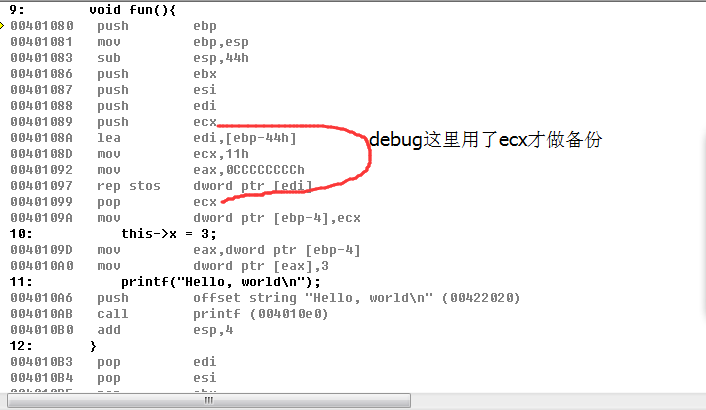 9: void fun(){
00401080 push ebp
00401081 mov ebp,esp
00401083 sub esp,44h
00401086 push ebx
00401087 push esi
00401088 push edi
00401089 push ecx
0040108A lea edi,[ebp-44h]
debug这里用了ecx才做备份
0040108D mov ecx,11h
00401092 mov eax,0CCCCCCCCh
00401097 rep stos dword ptr [edi]
00401099 pop ecx
0040109A mov dword ptr [ebp-4],ecx
10: this->x = 3;
0040109D mov eax,dword ptr [ebp-4]
004010A0 mov dword ptr [eax],3
11: printf("Hello, world\n");
004010A6 push offset string "Hello, world\n" (00422020)
004010AB call printf (004010e0)
004010B0 add esp,4
12: }
004010B3 pop edi
004010B4 pop esi